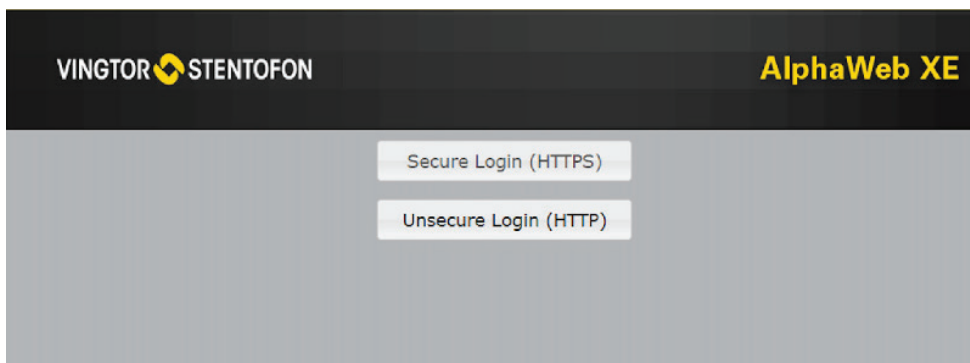 VINGTOR STENTOFON
AlphaWeb XE
Secure Login (HTTPS)
Unsecure Login (HTTP)